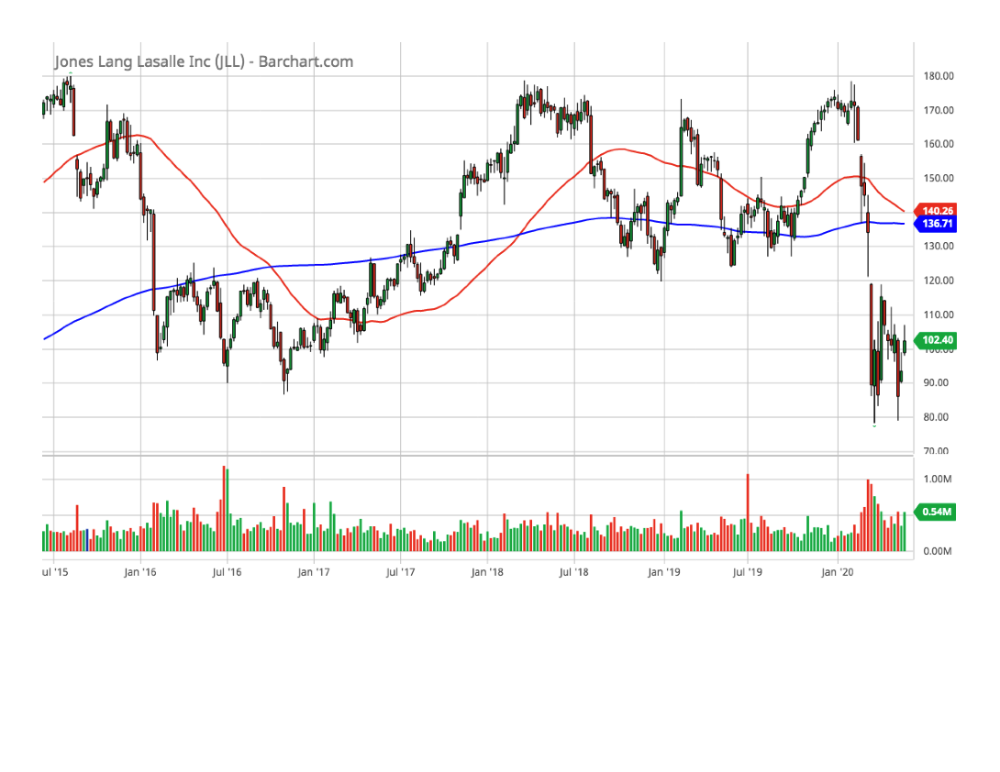 Jones Lang Lasalle Inc (JLL) - Barchart.com
180.00
170.00
160.00
150.00
140.26
136.71
130.00
120.00
110.00
102.40
100.00
90.00
80.00
70.00
1.00M
0.54M
0.00M
ul '15 Jan '16 Jul '16 Jan '17 Jul '17 Jan '18 Jul '18 Jan '19 Jul '19 Jan '20